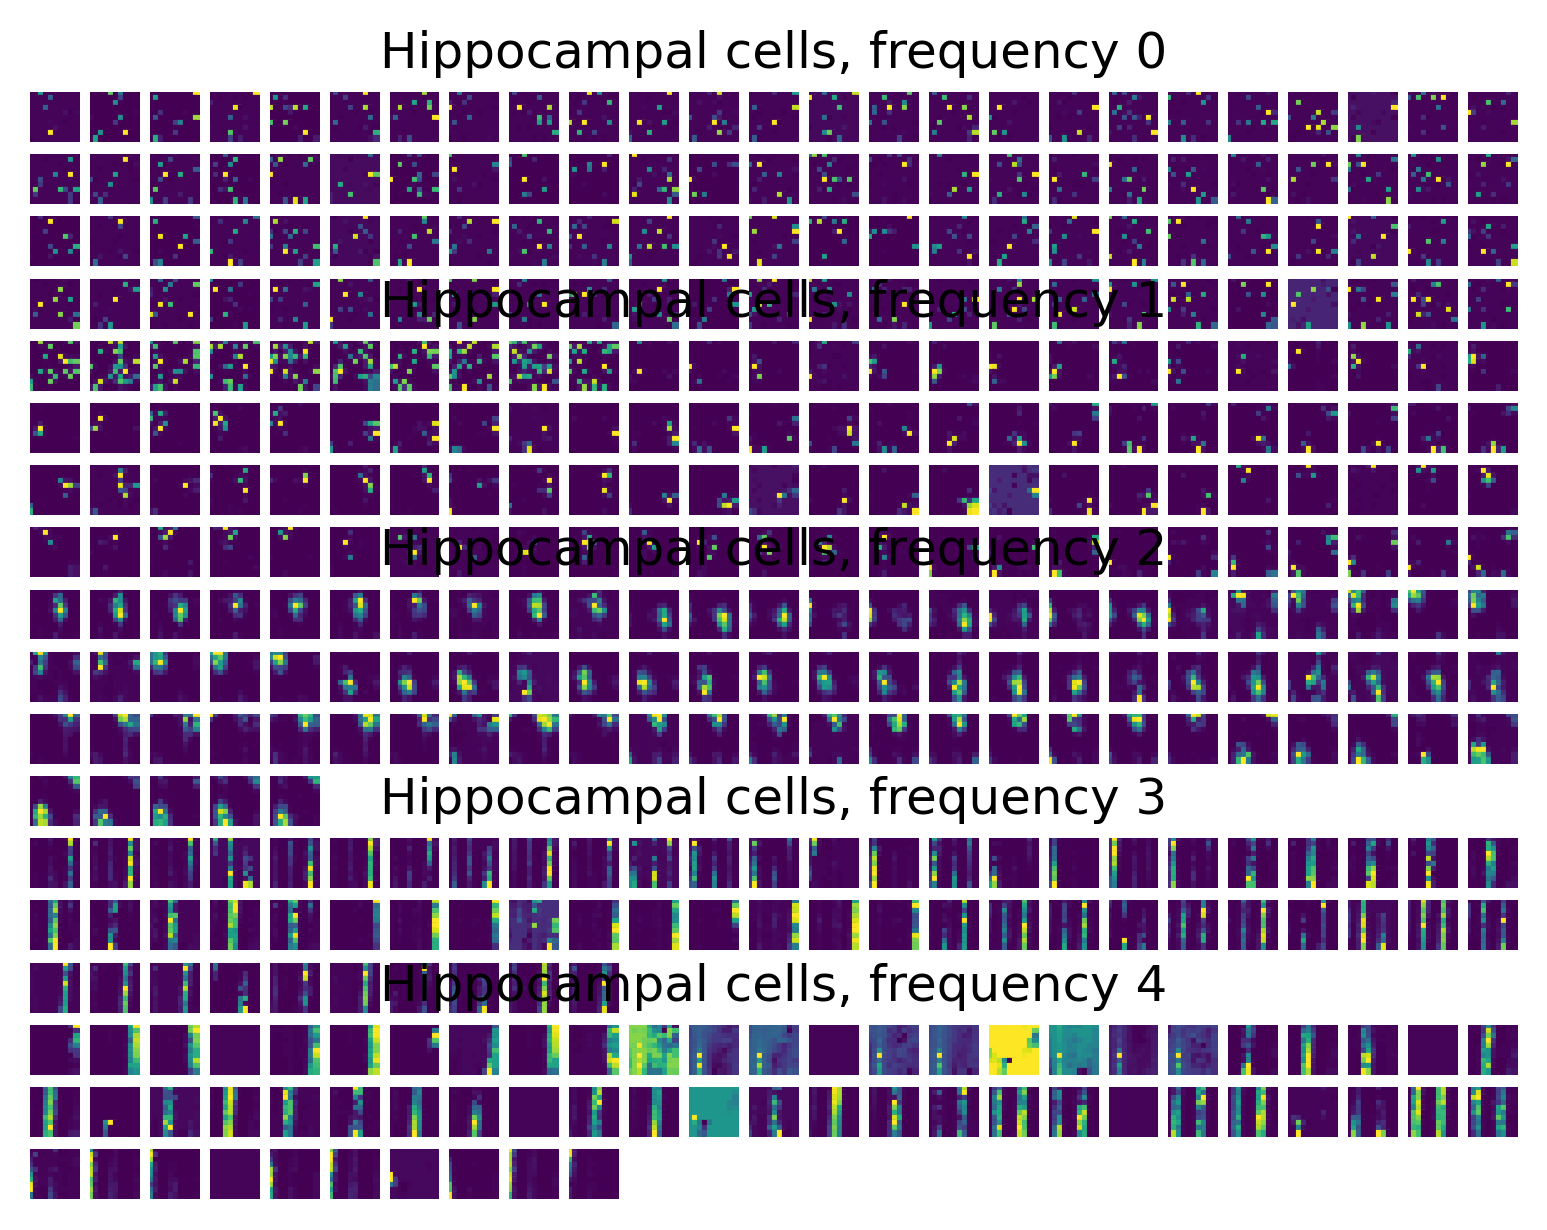 Hippocampal cells, frequency 0
Hippocampal cells, frequency 1
Hippocampal cells, frequency 2
Hippocampal cells, frequency 3
Hippocampal cells, frequency 4